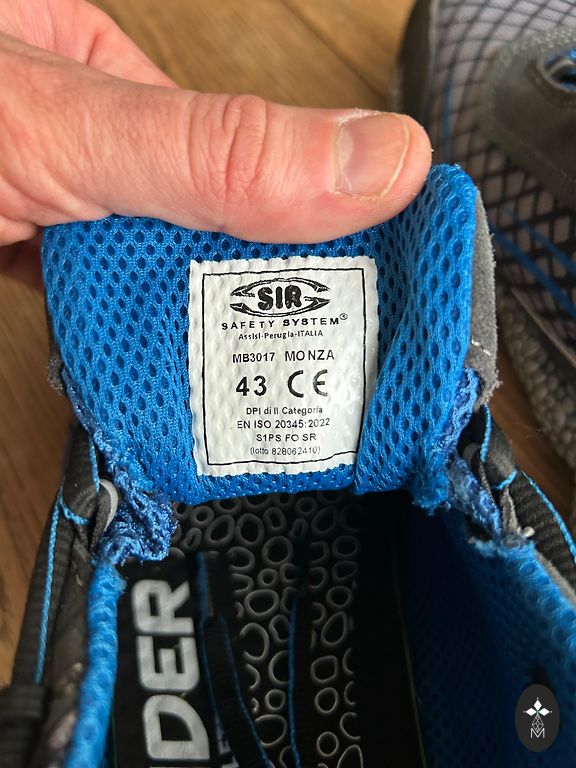 SIR
SAFETY SYSTEM®
Assisi-Perugia-ITALIA
MB3017 MONZA
43 CE
DPI di II Categoria
EN ISO 20345:2022
S1PS FO SR
(lotto 828062410)
DER
M